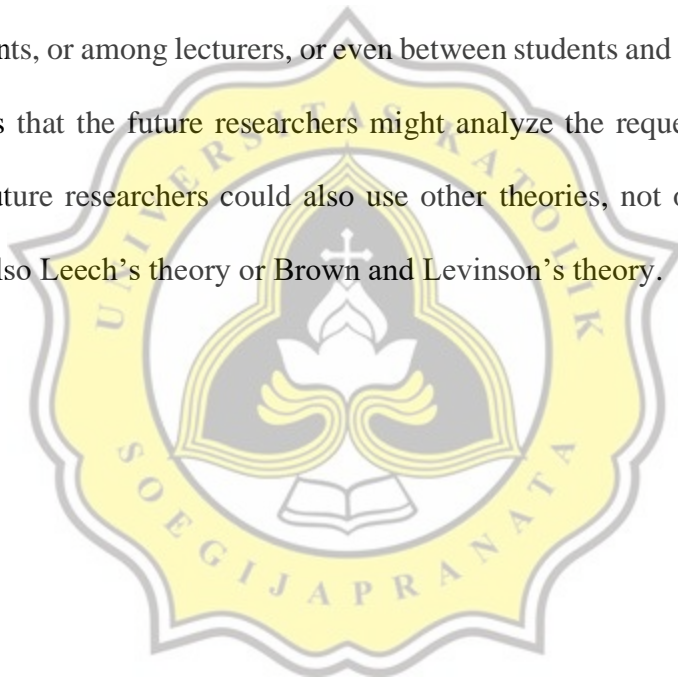 nts, or among lecturers, or even between students and
s that the future researchers might analyze the reque
uture researchers could also use other theories, not o
lso Leech’s theory or Brown and Levinson’s theory.
UNIVERSITAS KATOLIK
SOEGIJAPRANATA